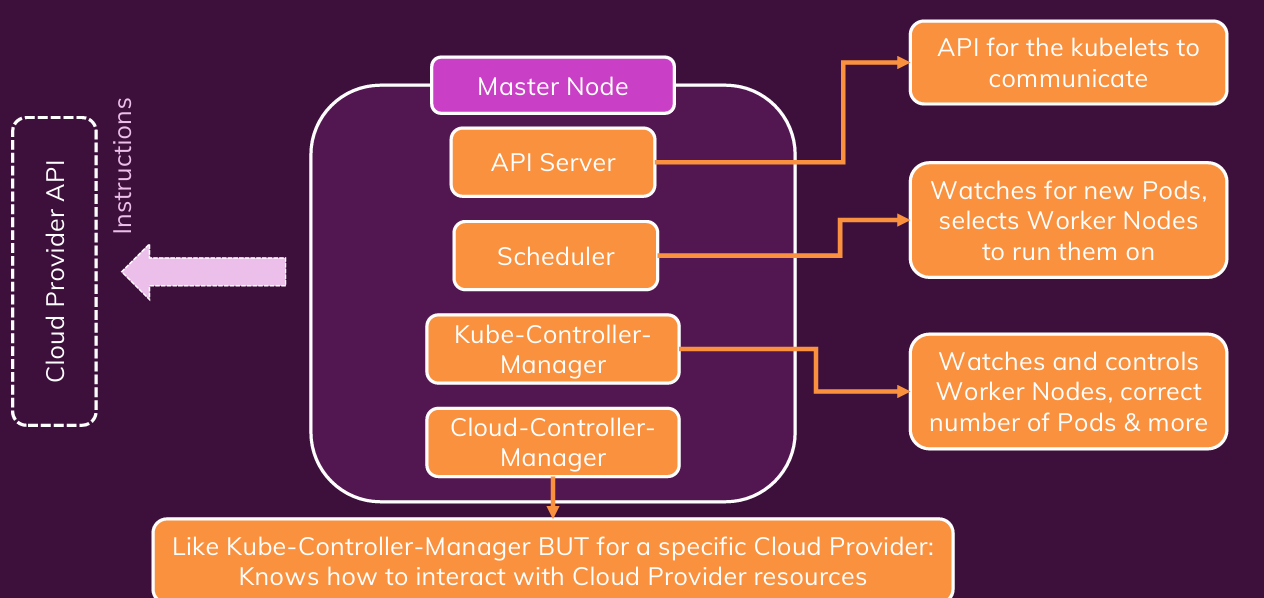 Cloud Provider API
Instructions
Master Node
API Server
Scheduler
Kube-Controller-
Manager
Cloud-Controller-
Manager
API for the kubelets to
communicate
Watches for new Pods,
selects Worker Nodes
to run them on
Watches and controls
Worker Nodes, correct
number of Pods & more
Like Kube-Controller-Manager BUT for a specific Cloud Provider:
Knows how to interact with Cloud Provider resources